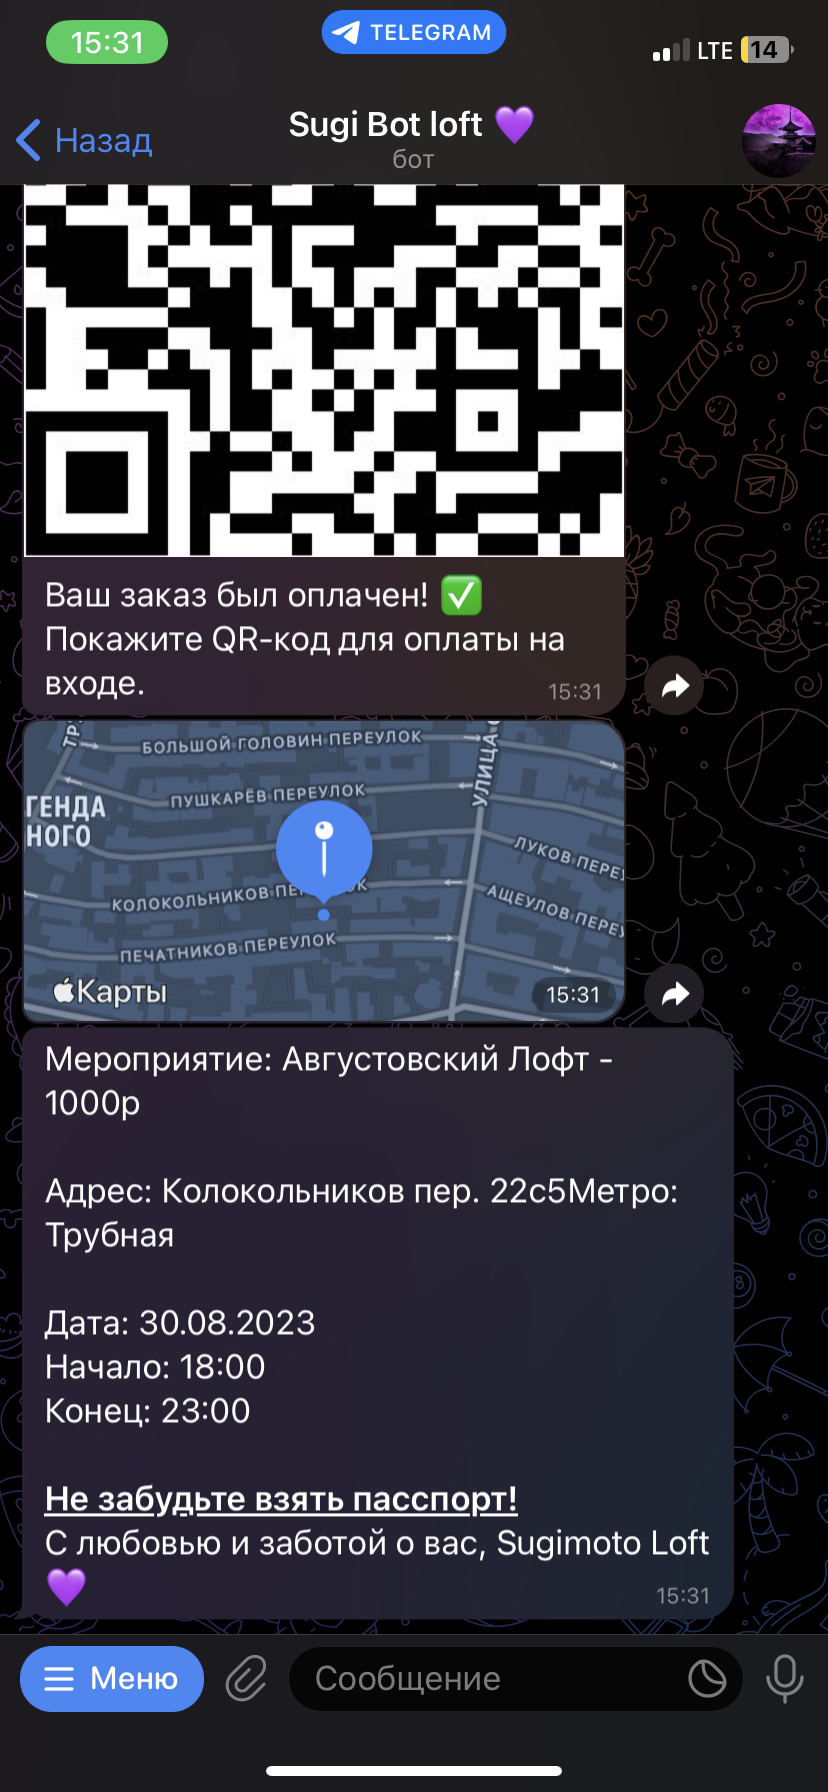 15:31
TELEGRAM
LTE 14
Назад
Sugi Bot loft 💜
бот
Ваш заказ был оплачен! ✅
Покажите QR-код для оплаты на
входе.
15:31
БОЛЬШОЙ ГОЛОВИН ПЕРЕУЛОК
ПУШКАРЁВ ПЕРЕУЛОК
УЛИЦА
ГЕНДА
НОГО
ЛУКОВ ПЕРЕ
КОЛОКОЛЬНИКОВ ПЕ
АЩЕУЛОВ ПЕРЕ
ПЕЧАТНИКОВ ПЕРЕУЛОК
Карты
15:31
Мероприятие: Августовский Лофт -
1000р
Адрес: Колокольников пер. 22с5Метро:
Трубная
Дата: 30.08.2023
Начало: 18:00
Конец: 23:00
Не забудьте взять пасспорт!
С любовью и заботой о вас, Sugimoto Loft
💜
15:31
Меню
Сообщение